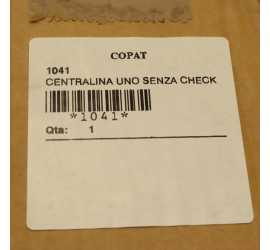 COPAT
1041
CENTRALINA UNO SENZA CHECK
*1041*
Qta: 1